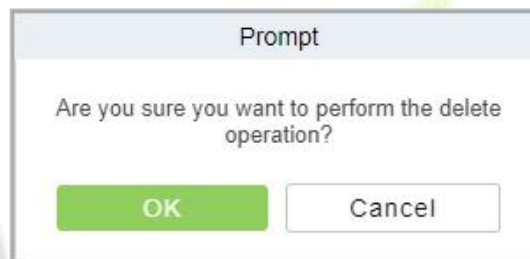 Prompt
Are you sure you want to perform the delete
operation?
OK
Cancel